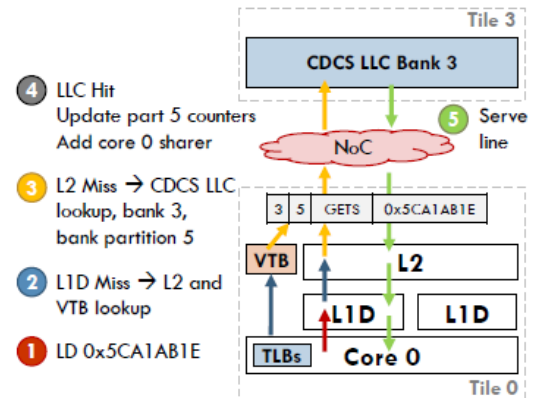 Tile 3
CDCS LLC Bank 3
4 LLC Hit
Update part 5 counters
Add core 0 sharer
5 Serve
line
NoC
3 L2 Miss → CDCS LLC
lookup, bank 3,
bank partition 5
3 5 GETS 0x5CA1AB1E
VTB L2
2 L1D Miss → L2 and
VTB lookup
L1D L1D
1 LD 0x5CA1AB1E
TLBs Core 0
Tile 0